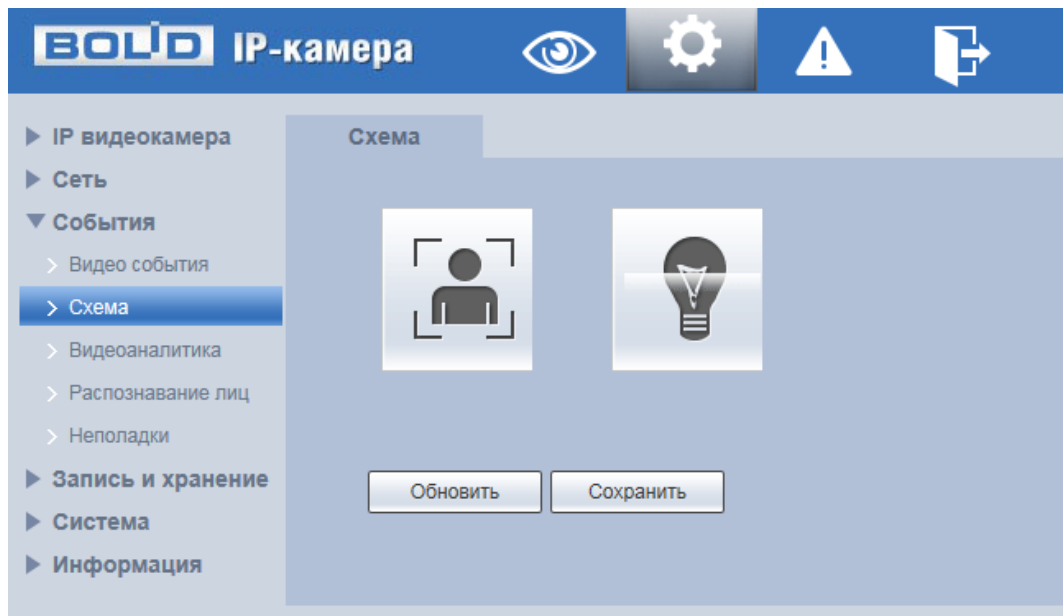 BOLID IP-камера
IP видеокамера
Схема
Сеть
События
Видео события
Схема
Видеоаналитика
Распознавание лиц
Неполадки
Запись и хранение
Обновить
Сохранить
Система
Информация